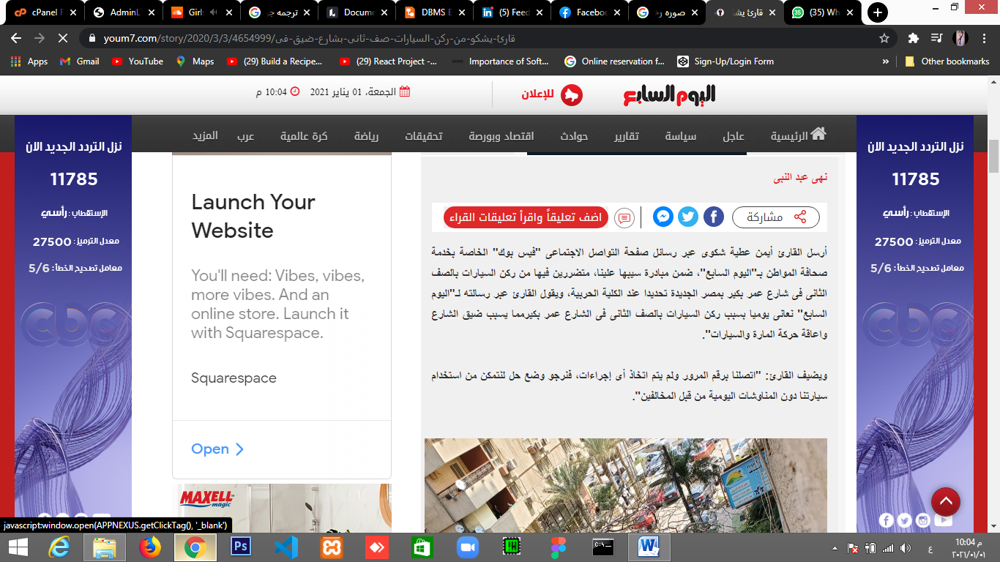 cPanel F
AdminL
Girls
ترجمه ج
Docume
DBMS E
(5) Feed
Facebo
صوره رح
قارئ يشك
(35) Wh
youm7.com/story/2020/3/3/4654999/قارئ-يشكو-من-ركن-السيارات-صف-ثانى-بشارع-ضيق-فى
Apps
Gmail
YouTube
Maps
(29) Build a Recipe...
(29) React Project -...
Importance of Soft...
Online reservation f...
Sign-Up/Login Form
»
Other bookmarks
اليوم السابع
للإعلان
الجمعة، 01 يناير 2021
10:04 م
الرئيسية
عاجل
سياسة
تقارير
حوادث
اقتصاد وبورصة
تحقيقات
رياضة
كرة عالمية
عرب
المزيد
نزل التردد الجديد الان
11785
الإستقطاب : رأسي
معدل الترميز : 27500
معامل تصحيح الخطأ : 5/6
cbc
نهى عبد النبى
مشاركة
اضف تعليقاً واقرأ تعليقات القراء
أرسل القارئ أيمن عطية شكوى عبر رسائل صفحة التواصل الاجتماعى "فيس بوك" الخاصة بخدمة
صحافة المواطن بـ"اليوم السابع"، ضمن مبادرة سيبها علينا، متضررين فيها من ركن السيارات بالصف
الثانى فى شارع عمر بكير بمصر الجديدة تحديدا عند الكلية الحربية، ويقول القارئ عبر رسالته لـ"اليوم
السابع" نعانى يوميا بسبب ركن السيارات بالصف الثانى فى الشارع عمر بكيرمما يسبب ضيق الشارع
واعاقة حركة المارة والسيارات".
ويضيف القارئ: "اتصلنا برقم المرور ولم يتم اتخاذ أى إجراءات، فنرجو وضع حل لنتمكن من استخدام
سيارتنا دون المناوشات اليومية من قبل المخالفين".
Launch Your
Website
You'll need: Vibes, vibes,
more vibes. And an
online store. Launch it
with Squarespace.
Squarespace
Open
MAXELL
magic
نزل التردد الجديد الان
11785
الإستقطاب : رأسي
معدل الترميز : 27500
معامل تصحيح الخطأ : 5/6
cbc
javascript:window.open(APPNEXUS.getClickTag(), '_blank')
ع
10:04 م
٢٠٢١/٠١/٠١